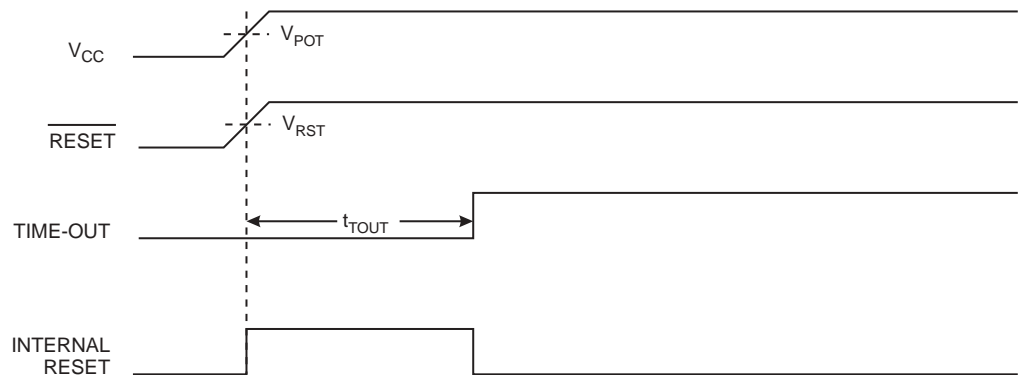 V_CC
V_POT
RESET
V_RST
TIME-OUT
t_TOUT
INTERNAL
RESET